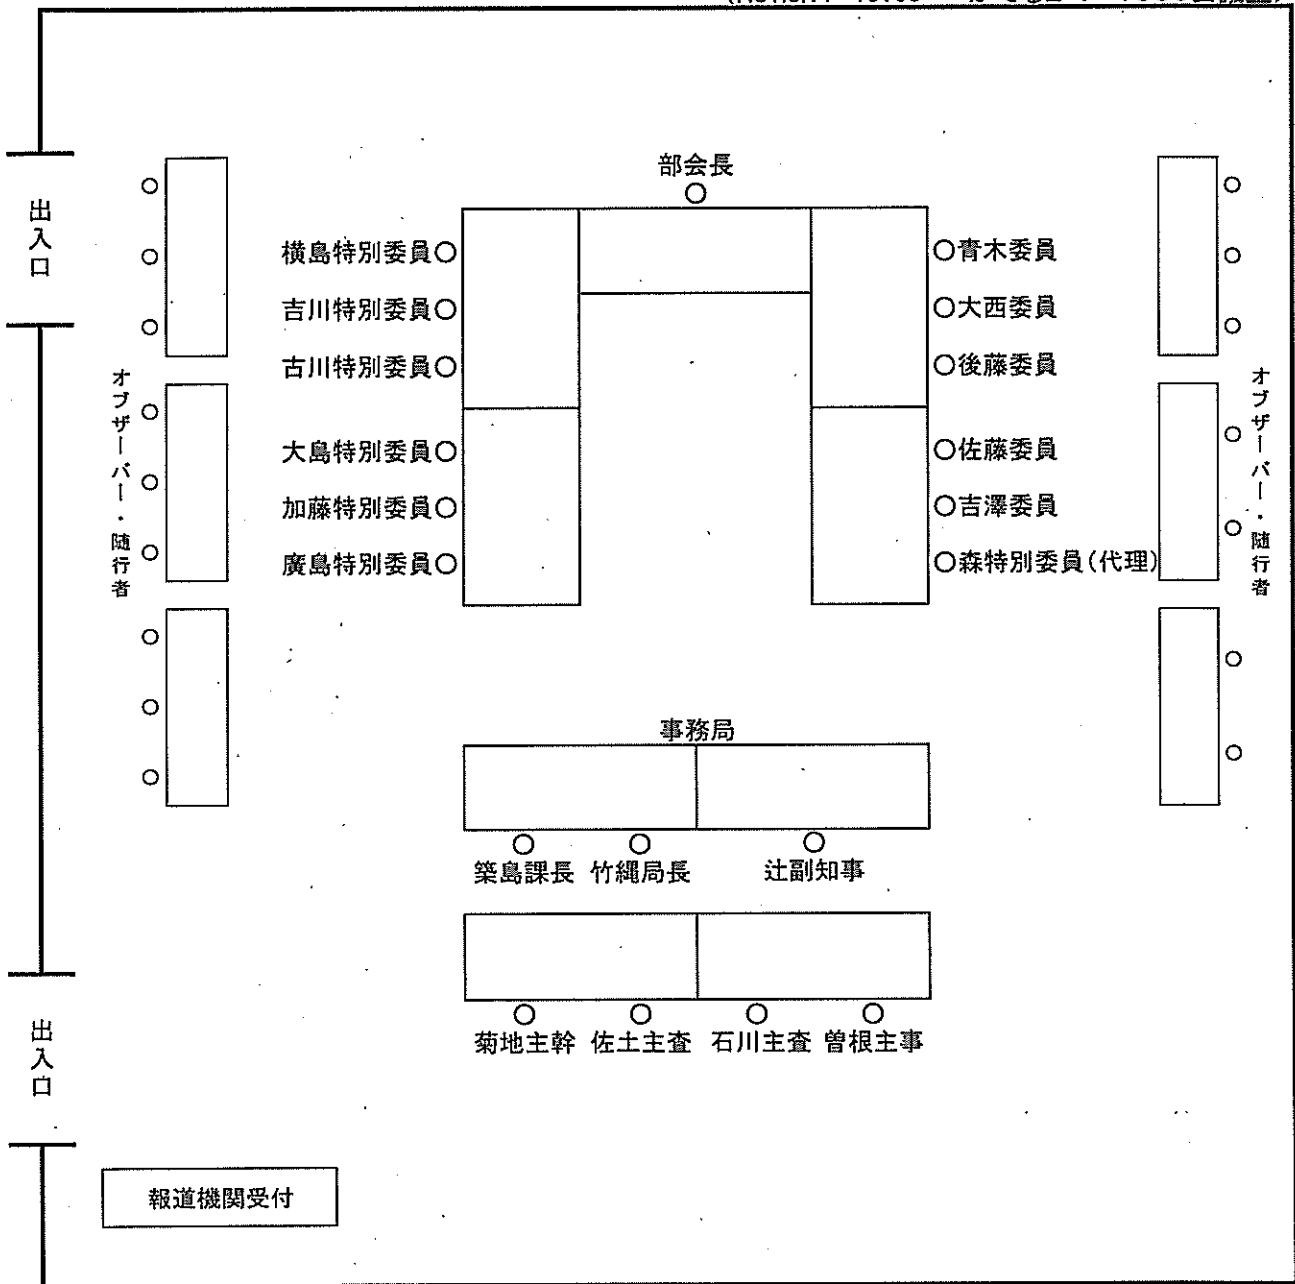 部会長
出入口
横島特別委員○
○青木委員
吉川特別委員○
○大西委員
古川特別委員○
○後藤委員
オブザーバー・随行者
オブザーバー・随行者
大島特別委員○
○佐藤委員
加藤特別委員○
○吉澤委員
廣島特別委員○
○森特別委員(代理)
事務局
築島課長 竹縄局長 辻副知事
菊地主幹 佐土主査 石川主査 曽根主事
出入口
報道機関受付